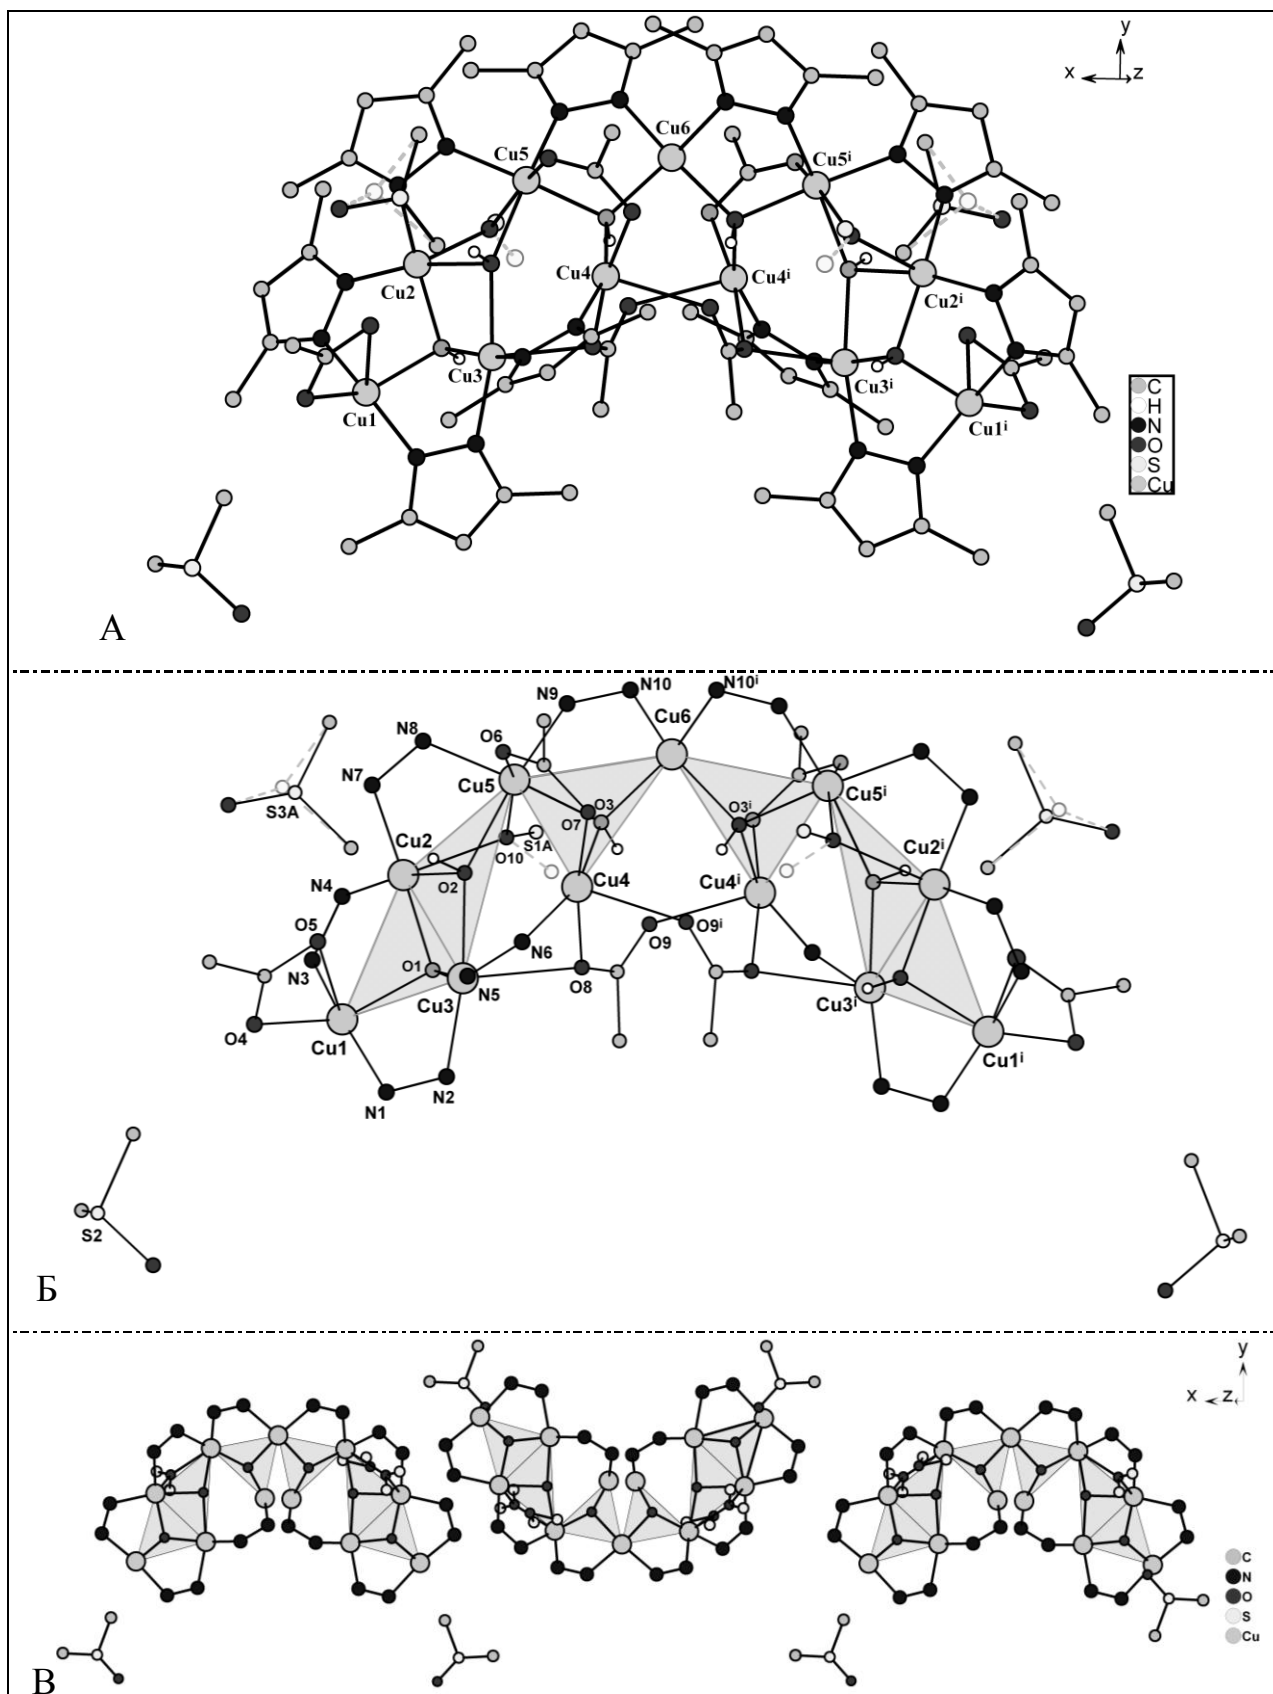 y
x z
Cu6
Cu5 Cu5ⁱ
Cu2 Cu4 Cu4ⁱ Cu2ⁱ
Cu3 Cu3ⁱ
Cu1 Cu1ⁱ
C
H
N
O
S
Cu
А
N9 N10 N10ⁱ
N8 O6 Cu6
N7 Cu5 Cu5ⁱ
S3A O3 O3ⁱ
O7
Cu2 O10 S1A Cu2ⁱ
N4 O2 Cu4 Cu4ⁱ
O5 O9 O9ⁱ
N3 O1 N6
Cu3 N5 O8 Cu3ⁱ
O4 Cu1 Cu1ⁱ
N1 N2
S2
Б
y
x z
C
N
O
S
Cu
В